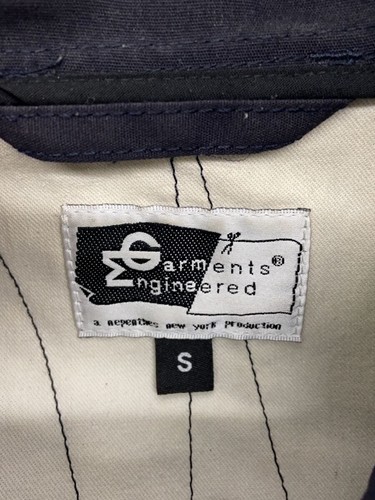 Garments®
Engineered
a nepenthes new york production
S